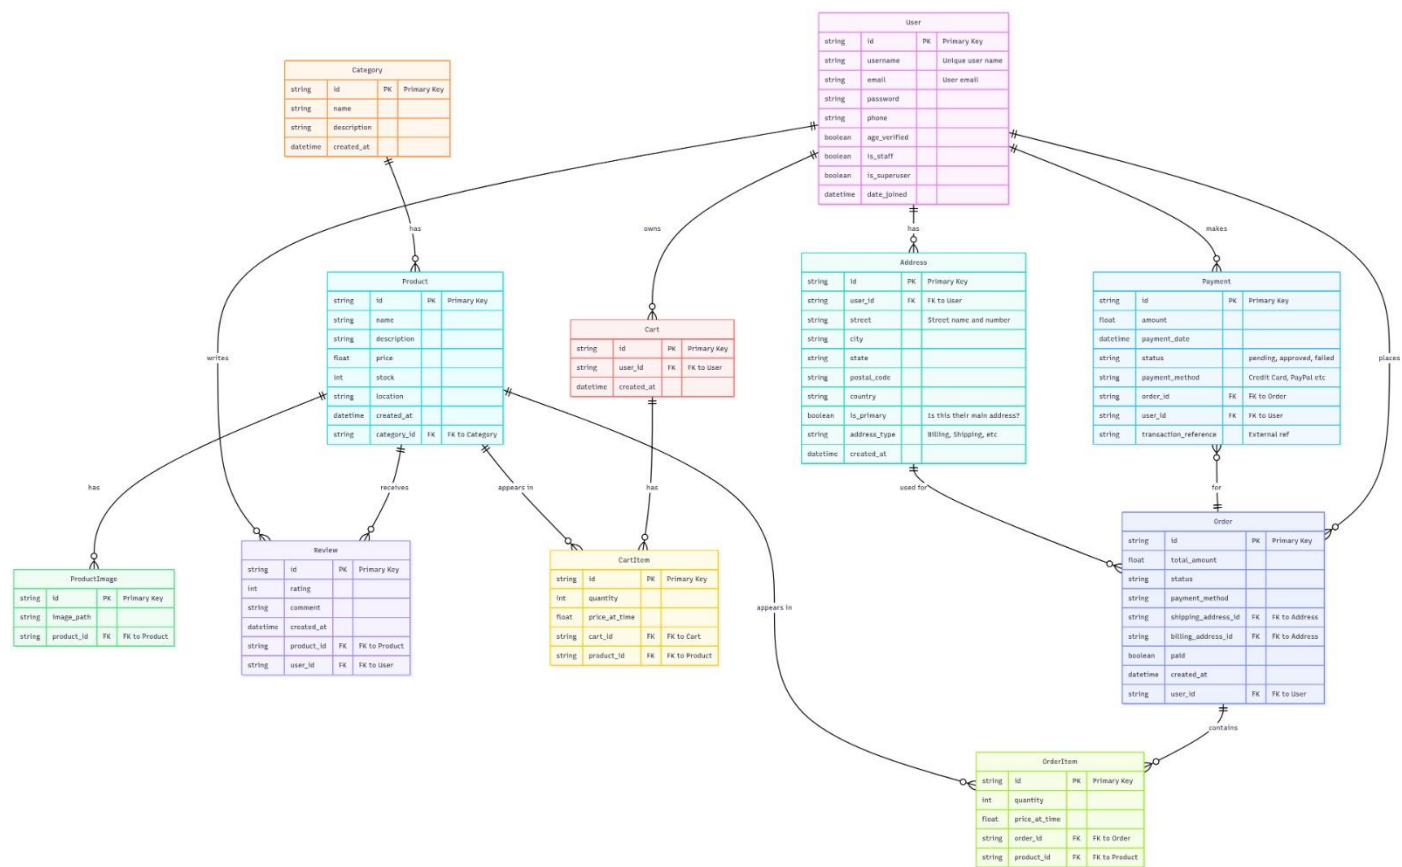 User
string id PK Primary Key
string username Unique user name
string email User email
string password
string phone
boolean age_verified
boolean is_staff
boolean is_superuser
datetime date_joined
Category
string id PK Primary Key
string name
string description
datetime created_at
has
owns
has
makes
writes
places
Product
string id PK Primary Key
string name
string description
float price
int stock
string location
datetime created_at
string category_id FK FK to Category
Cart
string id PK Primary Key
string user_id FK FK to User
datetime created_at
Address
string id PK Primary Key
string user_id FK FK to User
string street Street name and number
string city
string state
string postal_code
string country
boolean is_primary Is this their main address?
string address_type Billing, Shipping, etc
datetime created_at
Payment
string id PK Primary Key
float amount
datetime payment_date
string status pending, approved, failed
string payment_method Credit Card, PayPal etc
string order_id FK FK to Order
string user_id FK FK to User
string transaction_reference External ref
has
receives
appears in
has
used for
for
appears in
ProductImage
string id PK Primary Key
string image_path
string product_id FK FK to Product
Review
string id PK Primary Key
int rating
string comment
datetime created_at
string product_id FK FK to Product
string user_id FK FK to User
CartItem
string id PK Primary Key
int quantity
float price_at_time
string cart_id FK FK to Cart
string product_id FK FK to Product
Order
string id PK Primary Key
float total_amount
string status
string payment_method
string shipping_address_id FK FK to Address
string billing_address_id FK FK to Address
boolean paid
datetime created_at
string user_id FK FK to User
contains
OrderItem
string id PK Primary Key
int quantity
float price_at_time
string order_id FK FK to Order
string product_id FK FK to Product